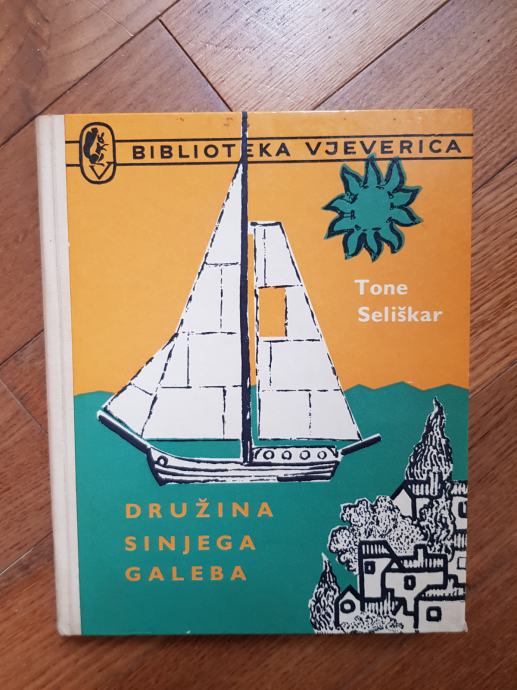 BIBLIOTEKA VJEVERICA
Tone
Seliškar
DRUŽINA
SINJEGA
GALEBA